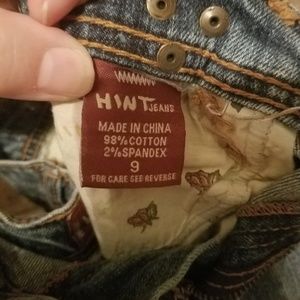 HINT JEANS
MADE IN CHINA
98% COTTON
2% SPANDEX
9
FOR CARE SEE REVERSE